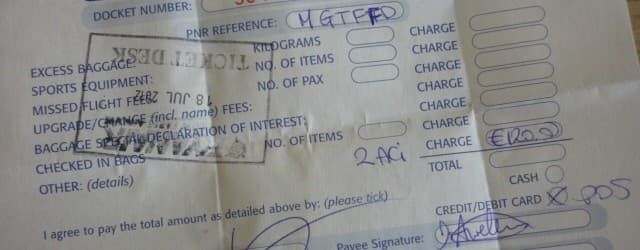 DOCKET NUMBER:
PNR REFERENCE:
EXCESS BAGGAGE: KILOGRAMS CHARGE
SPORTS EQUIPMENT: NO. OF ITEMS CHARGE
MISSED FLIGHT FEES: NO. OF PAX CHARGE
UPGRADE/CHANGE (incl. name) FEES: CHARGE
BAGGAGE SPECIAL DECLARATION OF INTEREST: CHARGE
CHECKED IN BAGS NO. OF ITEMS CHARGE
OTHER: (details) CHARGE
TICKET DESK
18 JUL 2012
TOTAL
I agree to pay the total amount as detailed above by: (please tick) CASH
CREDIT/DEBIT CARD X POS
Payee Signature: